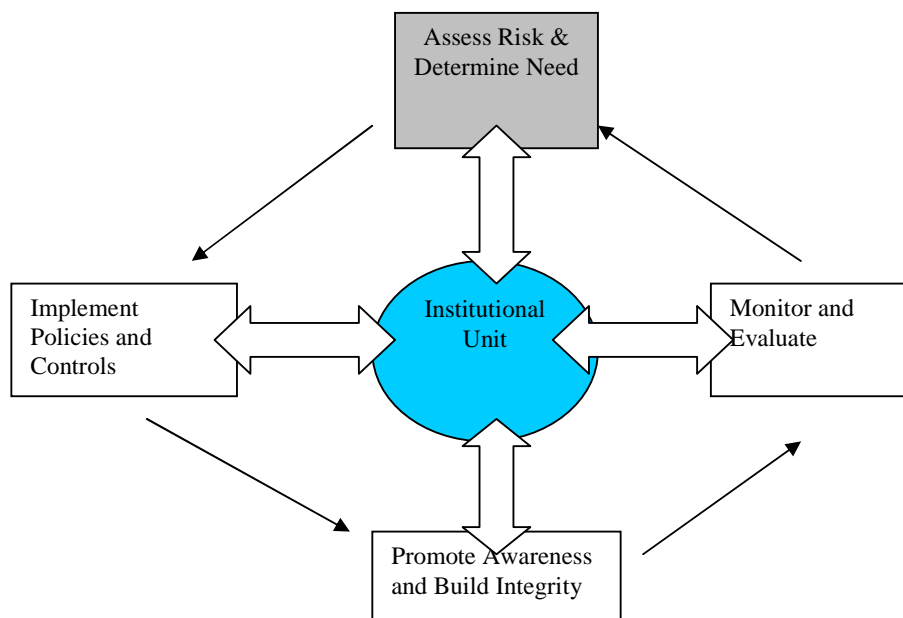 Assess Risk &
Determine Need
Implement
Policies and
Controls
Institutional
Unit
Monitor and
Evaluate
Promote Awareness
and Build Integrity